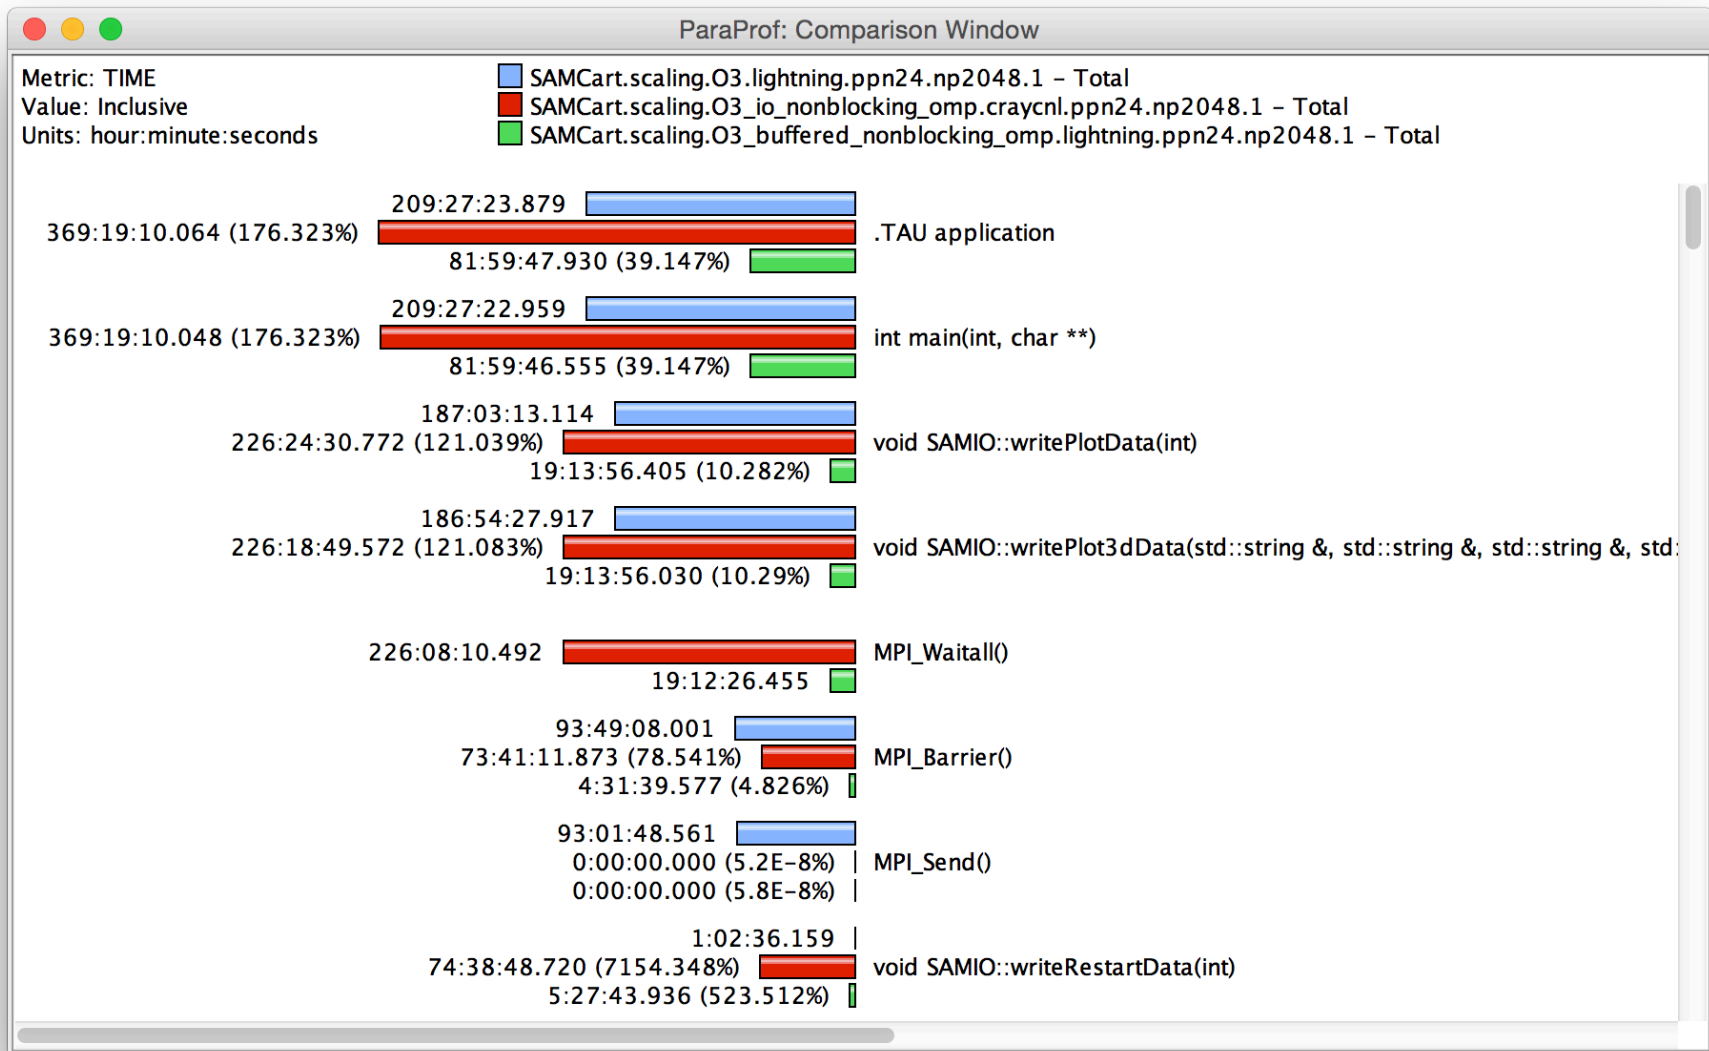 ParaProf: Comparison Window
Metric: TIME
Value: Inclusive
Units: hour:minute:seconds
SAMCart.scaling.O3.lightning.ppn24.np2048.1 – Total
SAMCart.scaling.O3_io_nonblocking_omp.craycnl.ppn24.np2048.1 – Total
SAMCart.scaling.O3_buffered_nonblocking_omp.lightning.ppn24.np2048.1 – Total
209:27:23.879
369:19:10.064 (176.323%) .TAU application
81:59:47.930 (39.147%)
209:27:22.959
369:19:10.048 (176.323%) int main(int, char **)
81:59:46.555 (39.147%)
187:03:13.114
226:24:30.772 (121.039%) void SAMIO::writePlotData(int)
19:13:56.405 (10.282%)
186:54:27.917
226:18:49.572 (121.083%) void SAMIO::writePlot3dData(std::string &, std::string &, std::string &, std:
19:13:56.030 (10.29%)
226:08:10.492 MPI_Waitall()
19:12:26.455
93:49:08.001
73:41:11.873 (78.541%) MPI_Barrier()
4:31:39.577 (4.826%)
93:01:48.561
0:00:00.000 (5.2E–8%) MPI_Send()
0:00:00.000 (5.8E–8%)
1:02:36.159
74:38:48.720 (7154.348%) void SAMIO::writeRestartData(int)
5:27:43.936 (523.512%)